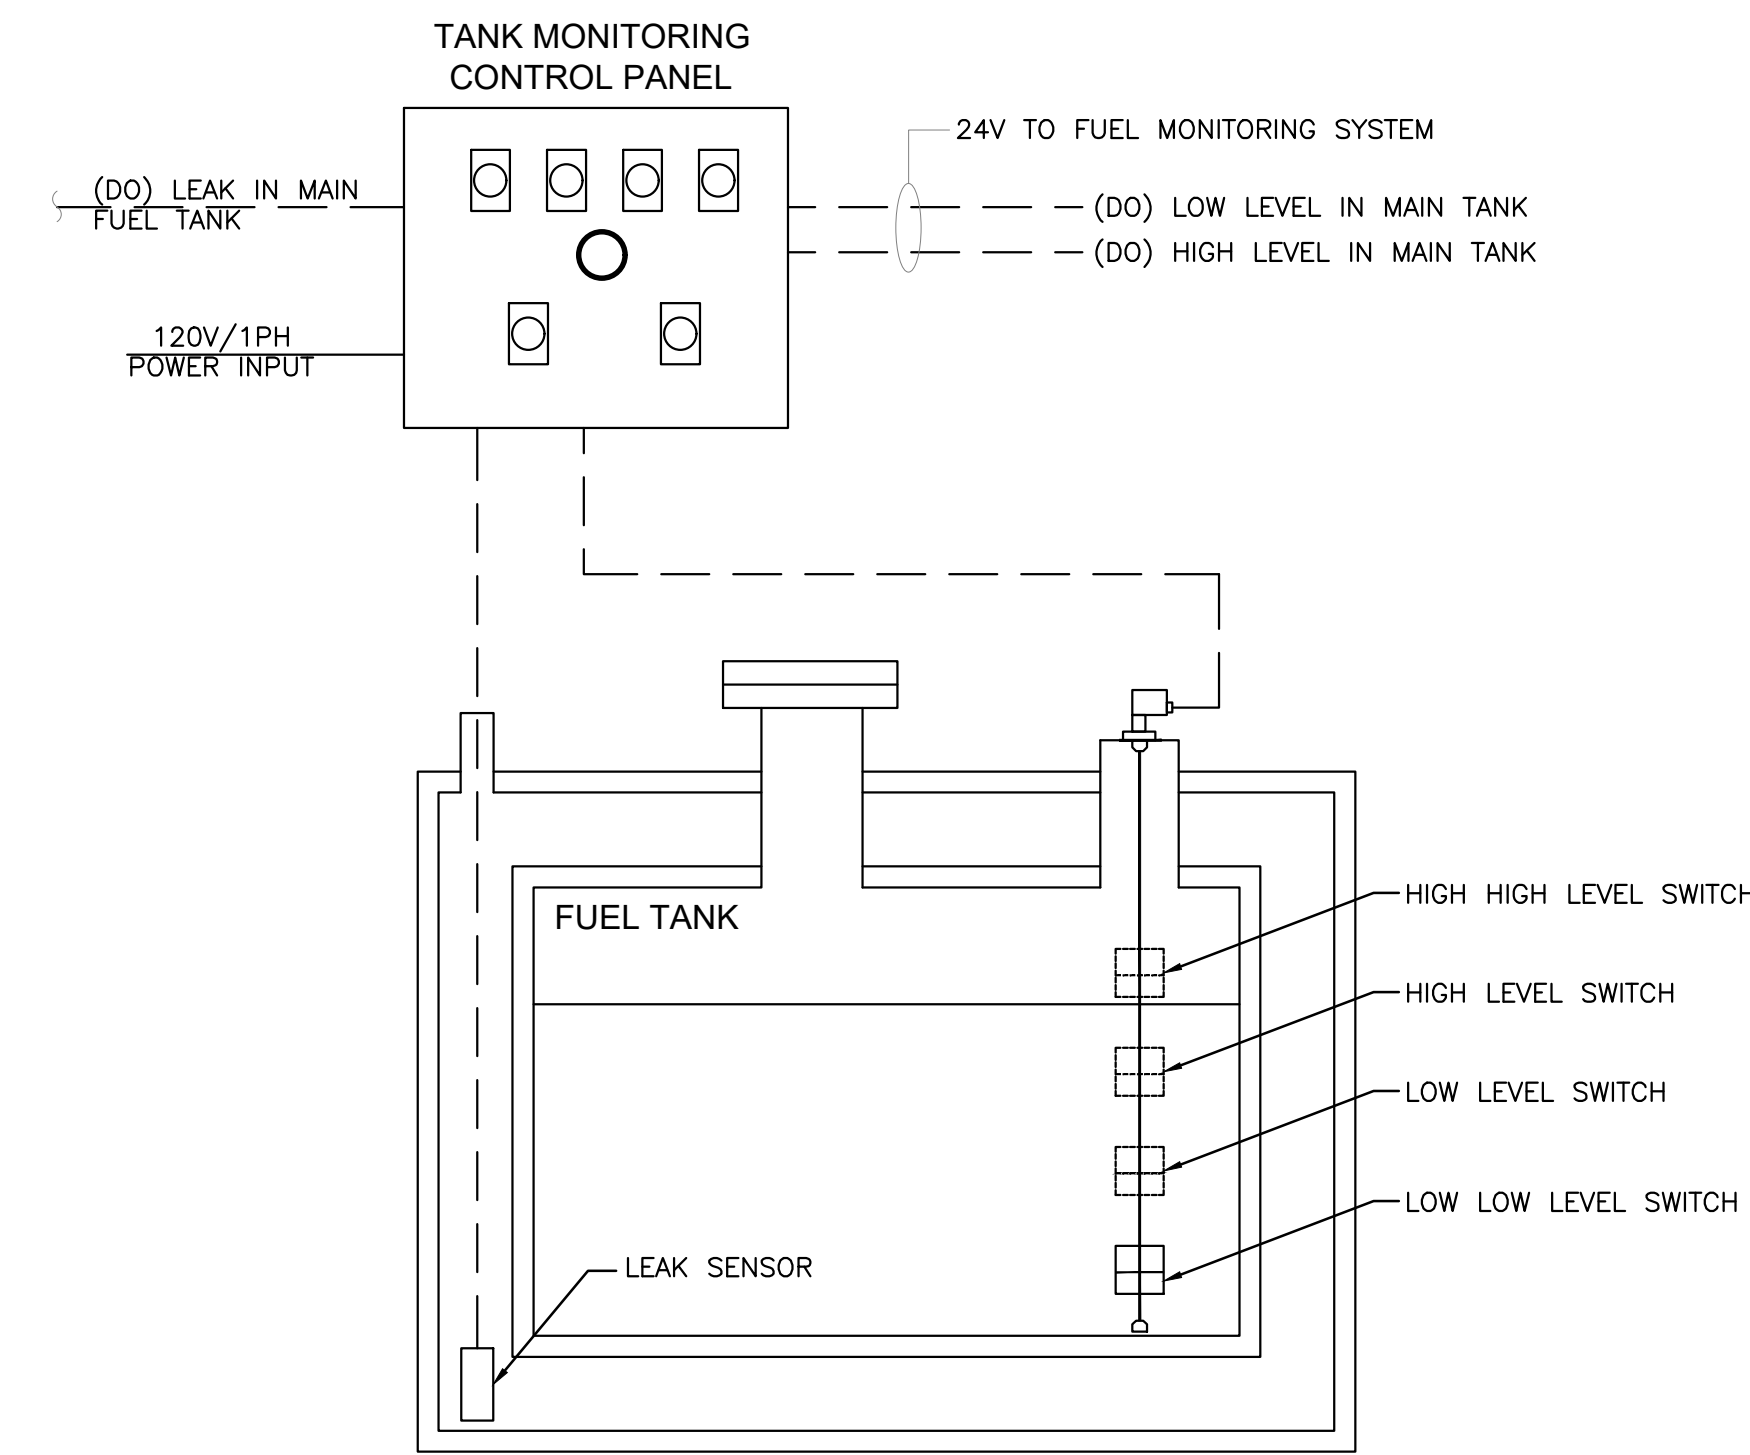 TANK MONITORING
CONTROL PANEL
24V TO FUEL MONITORING SYSTEM
(DO) LEAK IN MAIN
FUEL TANK
(DO) LOW LEVEL IN MAIN TANK
(DO) HIGH LEVEL IN MAIN TANK
120V/1PH
POWER INPUT
FUEL TANK
HIGH HIGH LEVEL SWITCH
HIGH LEVEL SWITCH
LOW LEVEL SWITCH
LOW LOW LEVEL SWITCH
LEAK SENSOR